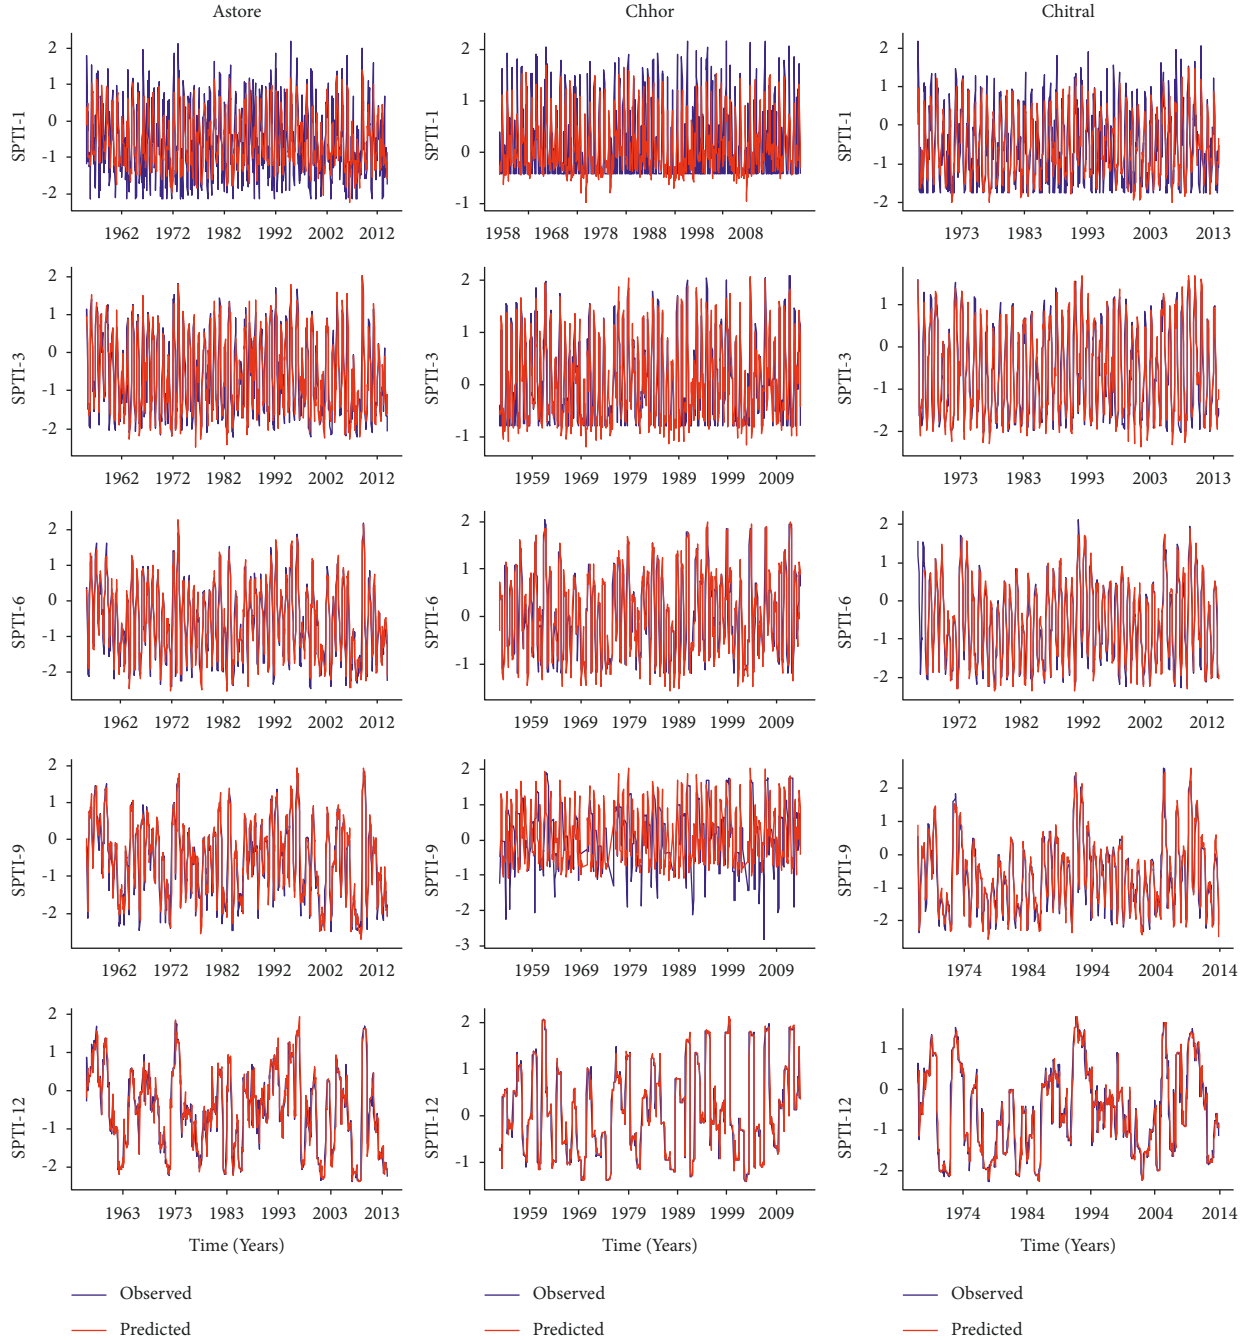 Astore
Chhor
Chitral
SPTI-1
2
1
0
-1
-2
1962 1972 1982 1992 2002 2012
SPTI-1
2
1
0
-1
1958 1968 1978 1988 1998 2008
SPTI-1
2
1
0
-1
-2
1973 1983 1993 2003 2013
SPTI-3
2
1
0
-1
-2
1962 1972 1982 1992 2002 2012
SPTI-3
2
1
0
-1
1959 1969 1979 1989 1999 2009
SPTI-3
1
0
-1
-2
1973 1983 1993 2003 2013
SPTI-6
2
1
0
-1
-2
1962 1972 1982 1992 2002 2012
SPTI-6
2
1
0
-1
1959 1969 1979 1989 1999 2009
SPTI-6
2
1
0
-1
-2
1972 1982 1992 2002 2012
SPTI-9
2
1
0
-1
-2
1962 1972 1982 1992 2002 2012
SPTI-9
2
1
0
-1
-2
-3
1959 1969 1979 1989 1999 2009
SPTI-9
2
1
0
-1
-2
1974 1984 1994 2004 2014
SPTI-12
2
1
0
-1
-2
1963 1973 1983 1993 2003 2013
Time (Years)
SPTI-12
2
1
0
-1
1959 1969 1979 1989 1999 2009
Time (Years)
SPTI-12
1
0
-1
-2
1974 1984 1994 2004 2014
Time (Years)
Observed
Predicted
Observed
Predicted
Observed
Predicted